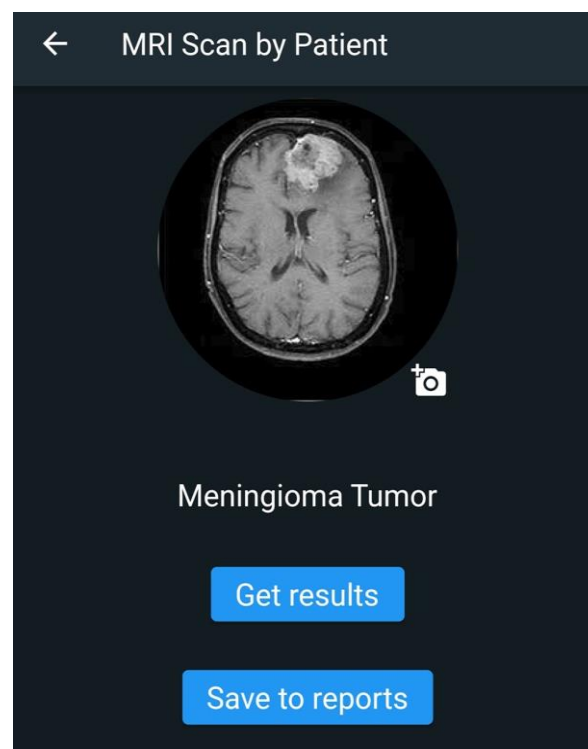 MRI Scan by Patient
Meningioma Tumor
Get results
Save to reports